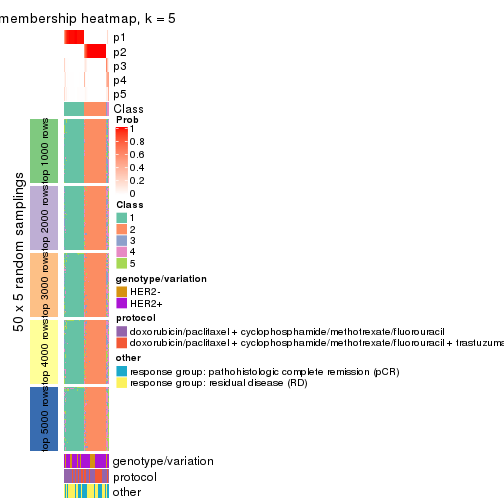 membership heatmap, k = 5
p1
p2
p3
p4
p5
Class
Prob
1
0.8
0.6
0.4
0.2
0
Class
1
2
3
4
5
genotype/variation
HER2-
HER2+
protocol
doxorubicin/paclitaxel + cyclophosphamide/methotrexate/fluorouracil
doxorubicin/paclitaxel + cyclophosphamide/methotrexate/fluorouracil + trastuzuma
other
response group: pathohistologic complete remission (pCR)
response group: residual disease (RD)
50 x 5 random samplings
top 1000 rows
top 2000 rows
top 3000 rows
top 4000 rows
top 5000 rows
genotype/variation
protocol
other